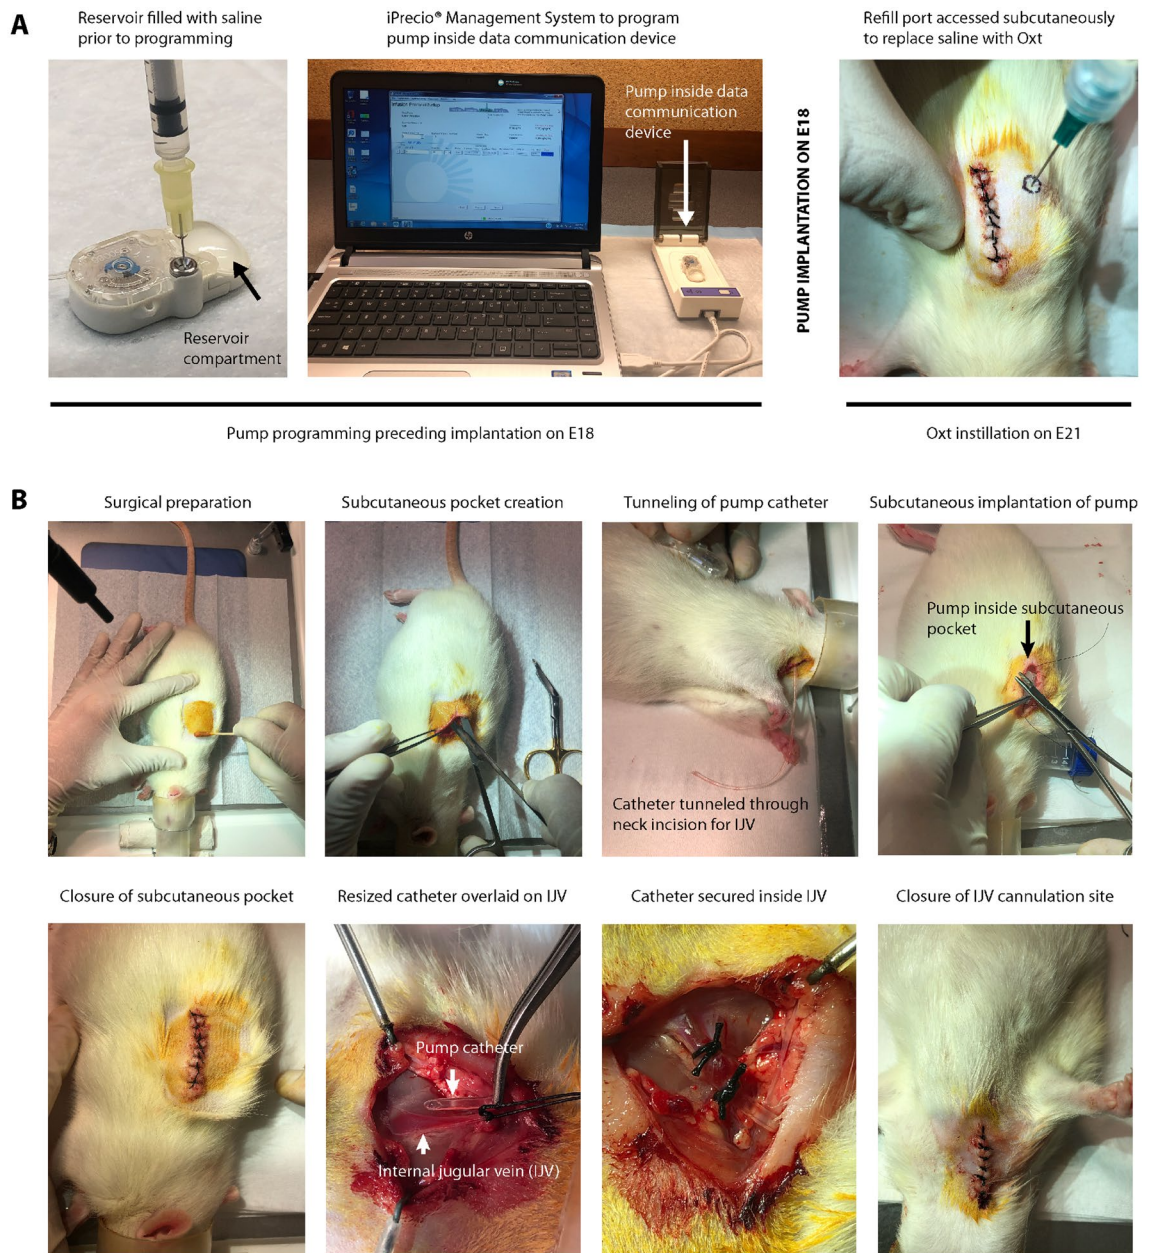 A
Reservoir filled with saline
prior to programming
iPrecio® Management System to program
pump inside data communication device
Refill port accessed subcutaneously
to replace saline with Oxt
Pump inside data
communication
device
hp
Reservoir
compartment
PUMP IMPLANTATION ON E18
Pump programming preceding implantation on E18
Oxt instillation on E21
B
Surgical preparation
Subcutaneous pocket creation
Tunneling of pump catheter
Subcutaneous implantation of pump
Pump inside subcutaneous
pocket
Catheter tunneled through
neck incision for IJV
Closure of subcutaneous pocket
Resized catheter overlaid on IJV
Catheter secured inside IJV
Closure of IJV cannulation site
Pump catheter
Internal jugular vein (IJV)